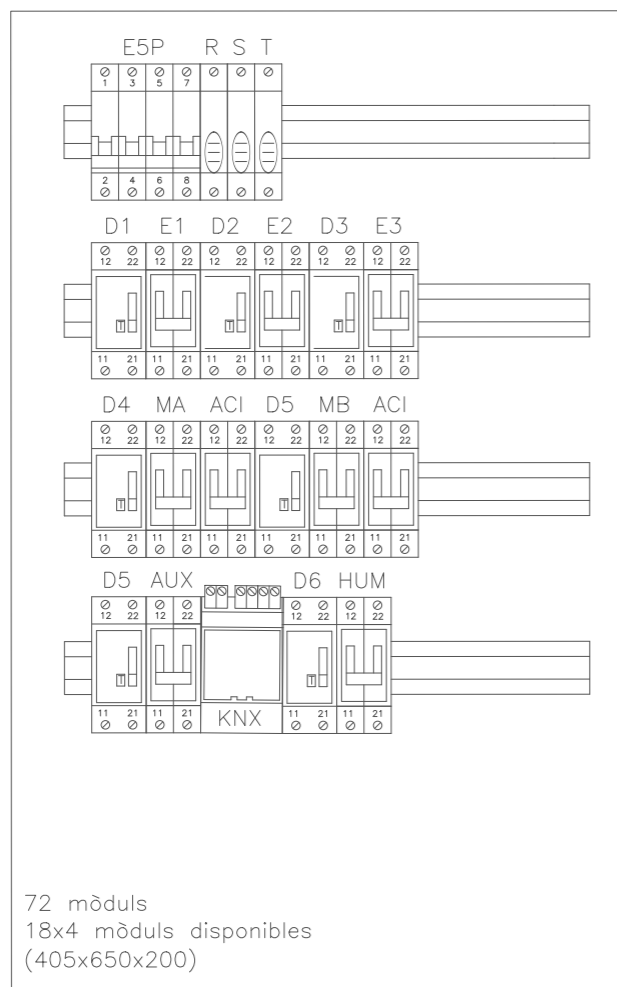 E5P R S T
1 3 5 7
2 4 6 8
D1 E1 D2 E2 D3 E3
12 22 12 22 12 22 12 22 12 22 12 22
T T T
11 21 11 21 11 21 11 21 11 21 11 21
D4 MA ACI D5 MB ACI
12 22 12 22 12 22 12 22 12 22 12 22
T T
11 21 11 21 11 21 11 21 11 21 11 21
D5 AUX D6 HUM
12 22 12 22 12 22 12 22
T T
11 21 11 21 KNX 11 21 11 21
72 mòduls
18x4 mòduls disponibles
(405x650x200)